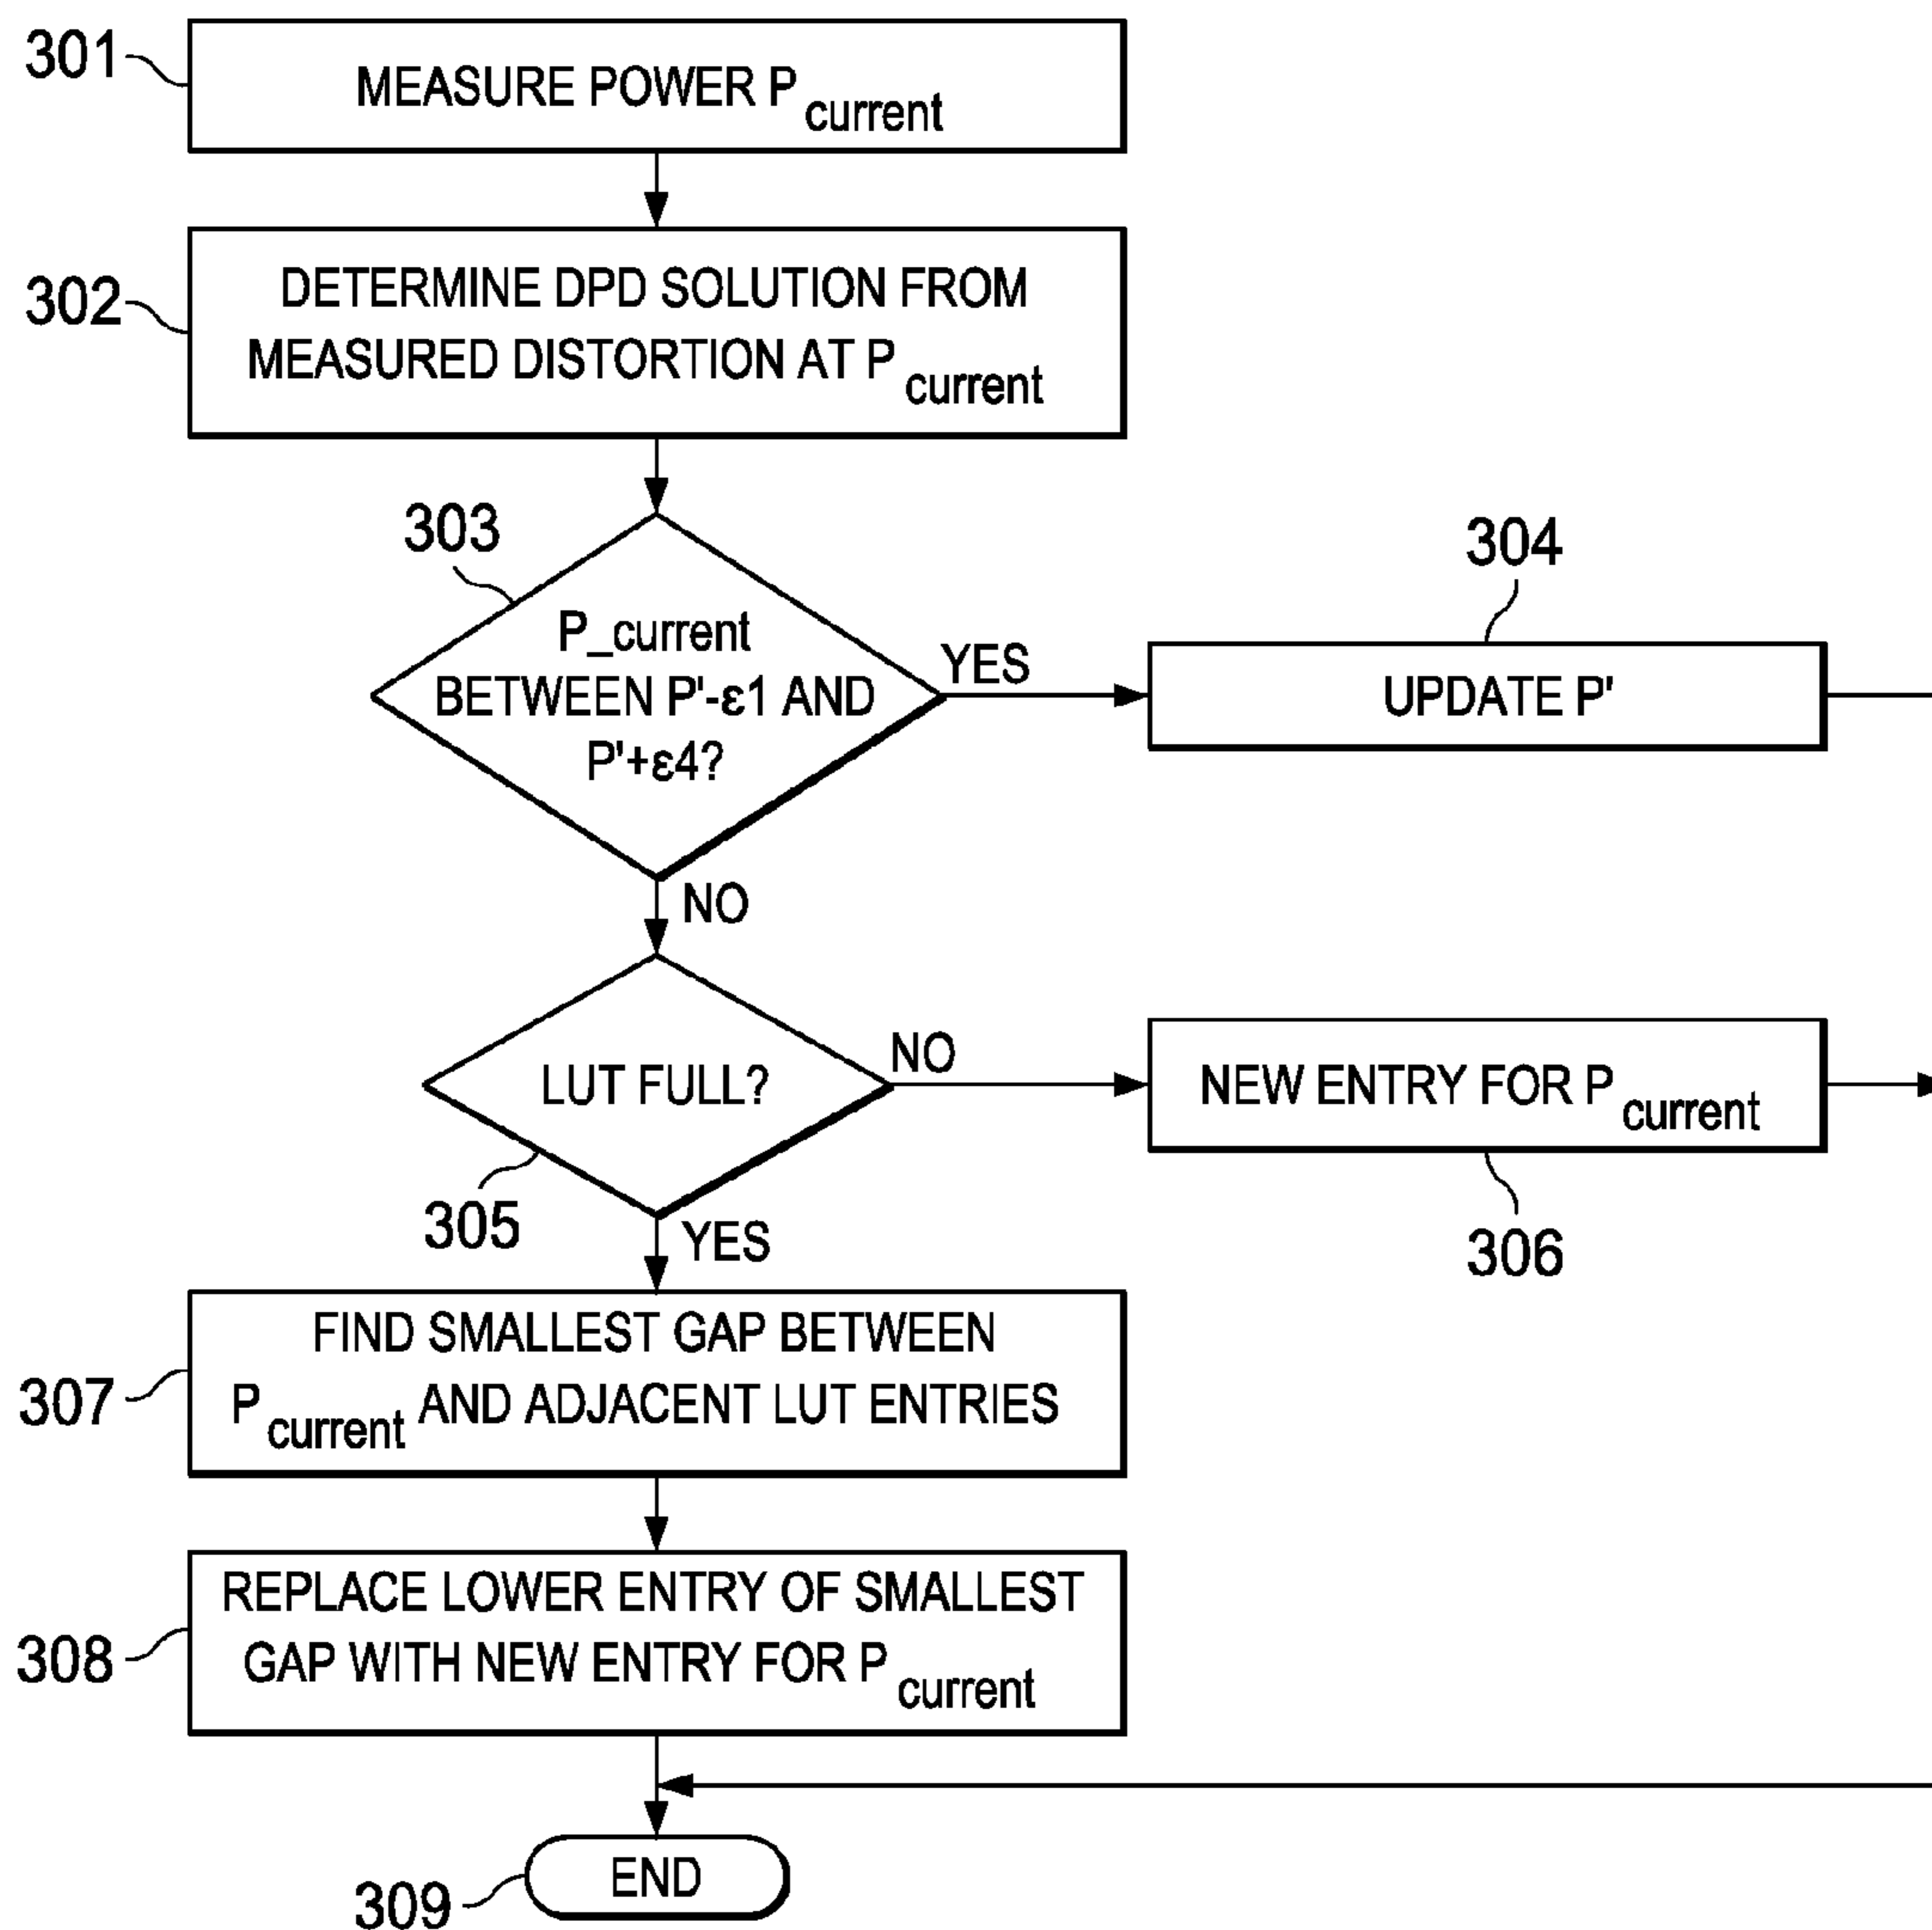 301
MEASURE POWER P current
302
DETERMINE DPD SOLUTION FROM
MEASURED DISTORTION AT P current
303
P_current
BETWEEN P'-ε1 AND
P'+ε4?
YES
304
UPDATE P'
NO
LUT FULL?
305
NO
NEW ENTRY FOR P current
306
YES
307
FIND SMALLEST GAP BETWEEN
P current AND ADJACENT LUT ENTRIES
308
REPLACE LOWER ENTRY OF SMALLEST
GAP WITH NEW ENTRY FOR P current
309
END